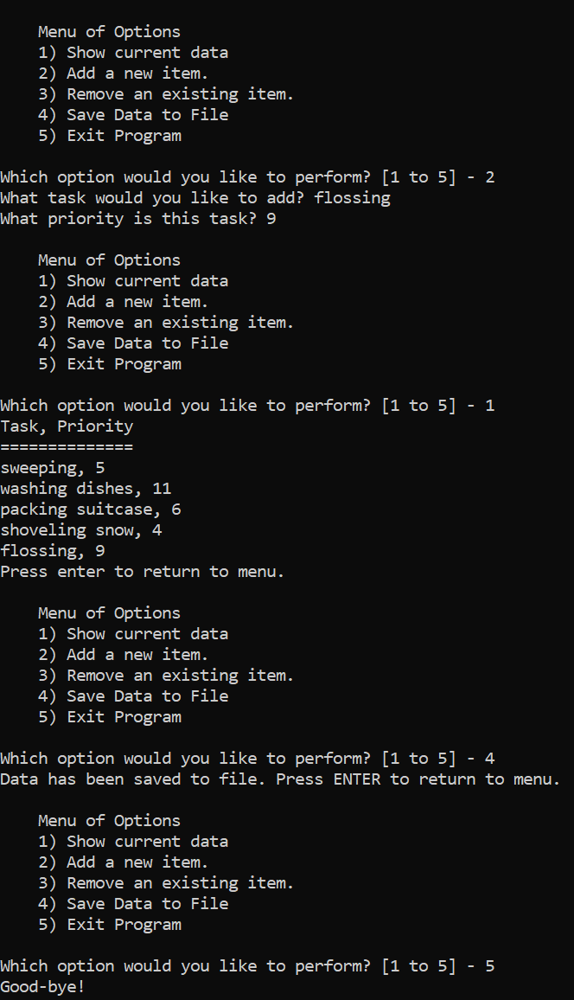 Menu of Options
1) Show current data
2) Add a new item.
3) Remove an existing item.
4) Save Data to File
5) Exit Program
Which option would you like to perform? [1 to 5] - 2
What task would you like to add? flossing
What priority is this task? 9
Menu of Options
1) Show current data
2) Add a new item.
3) Remove an existing item.
4) Save Data to File
5) Exit Program
Which option would you like to perform? [1 to 5] - 1
Task, Priority
==============
sweeping, 5
washing dishes, 11
packing suitcase, 6
shoveling snow, 4
flossing, 9
Press enter to return to menu.
Menu of Options
1) Show current data
2) Add a new item.
3) Remove an existing item.
4) Save Data to File
5) Exit Program
Which option would you like to perform? [1 to 5] - 4
Data has been saved to file. Press ENTER to return to menu.
Menu of Options
1) Show current data
2) Add a new item.
3) Remove an existing item.
4) Save Data to File
5) Exit Program
Which option would you like to perform? [1 to 5] - 5
Good-bye!